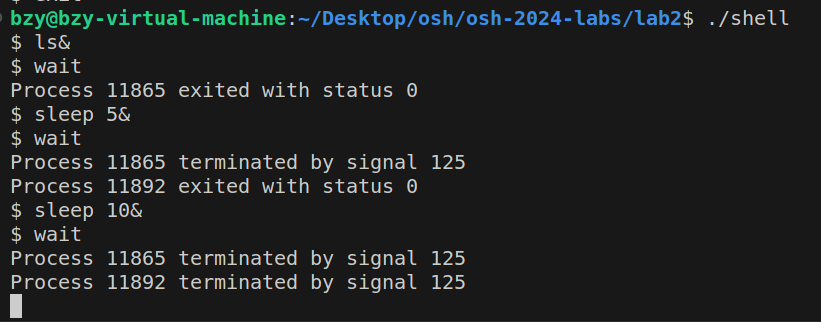 bzy@bzy-virtual-machine:~/Desktop/osh/osh-2024-labs/lab2$ ./shell
$ ls&
$ wait
Process 11865 exited with status 0
$ sleep 5&
$ wait
Process 11865 terminated by signal 125
Process 11892 exited with status 0
$ sleep 10&
$ wait
Process 11865 terminated by signal 125
Process 11892 terminated by signal 125